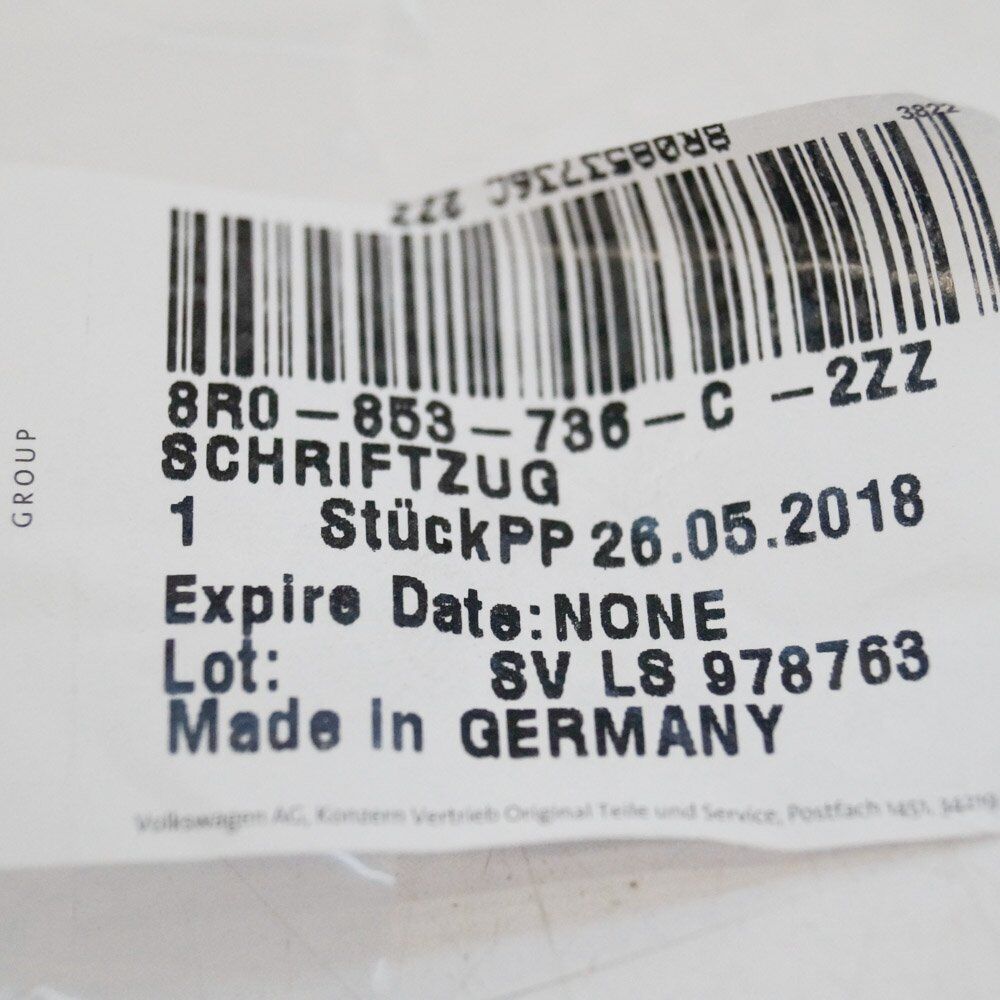 3822
8R0853736C 2ZZ
8R0-853-736-C -2ZZ
SCHRIFTZUG
1 StückPP 26.05.2018
Expire Date:NONE
Lot: SV LS 978763
Made in GERMANY
Volkswagen AG, Konzern Vertrieb Original Teile und Service, Postfach 1451, 34219
GROUP